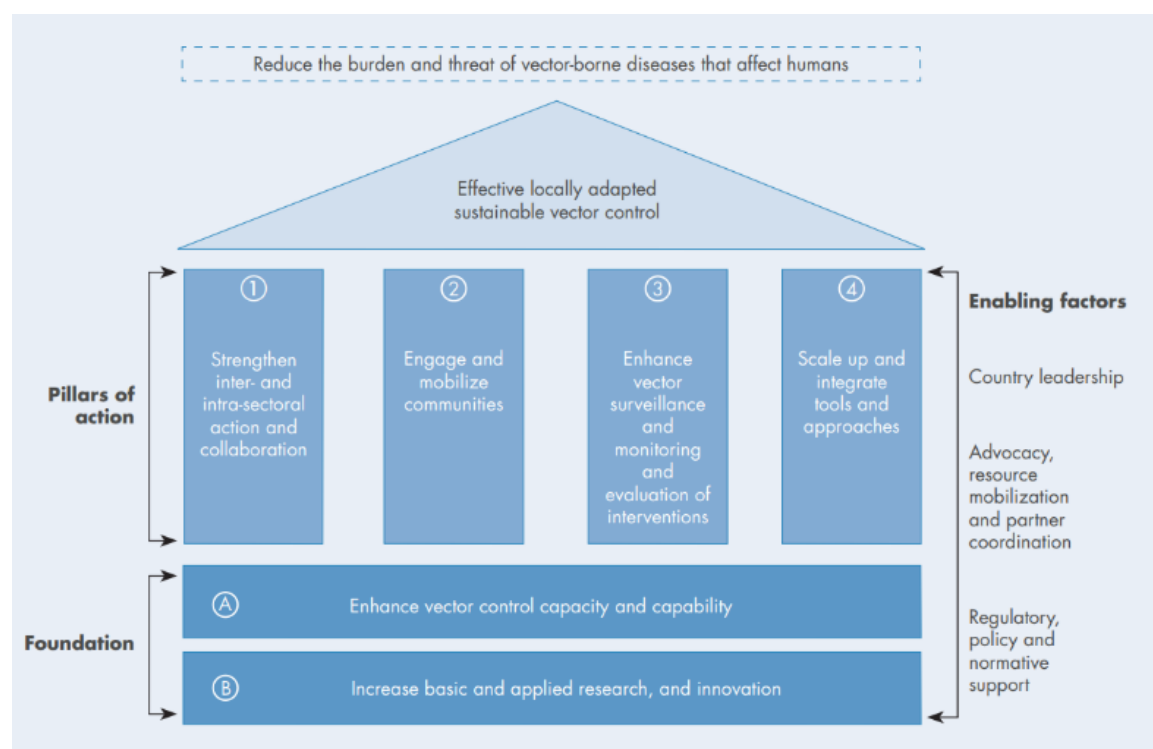 Reduce the burden and threat of vector-borne diseases that affect humans
Effective locally adapted
sustainable vector control
Pillars of
action
1
Strengthen
inter- and
intra-sectoral
action and
collaboration
2
Engage and
mobilize
communities
3
Enhance
vector
surveillance
and
monitoring
and
evaluation of
interventions
4
Scale up and
integrate
tools and
approaches
Foundation
A
Enhance vector control capacity and capability
B
Increase basic and applied research, and innovation
Enabling factors
Country leadership
Advocacy,
resource
mobilization
and partner
coordination
Regulatory,
policy and
normative
support